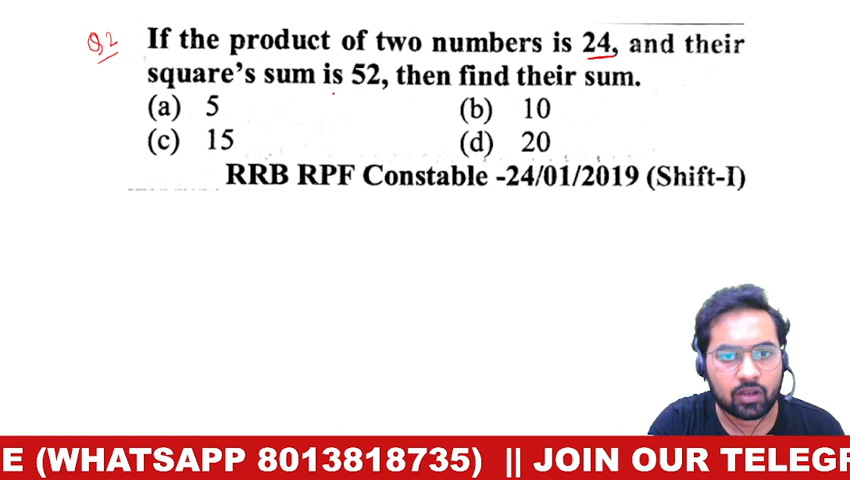 Q2 If the product of two numbers is 24, and their
square's sum is 52, then find their sum.
(a) 5 (b) 10
(c) 15 (d) 20
RRB RPF Constable -24/01/2019 (Shift-I)
E (WHATSAPP 8013818735) || JOIN OUR TELEGR